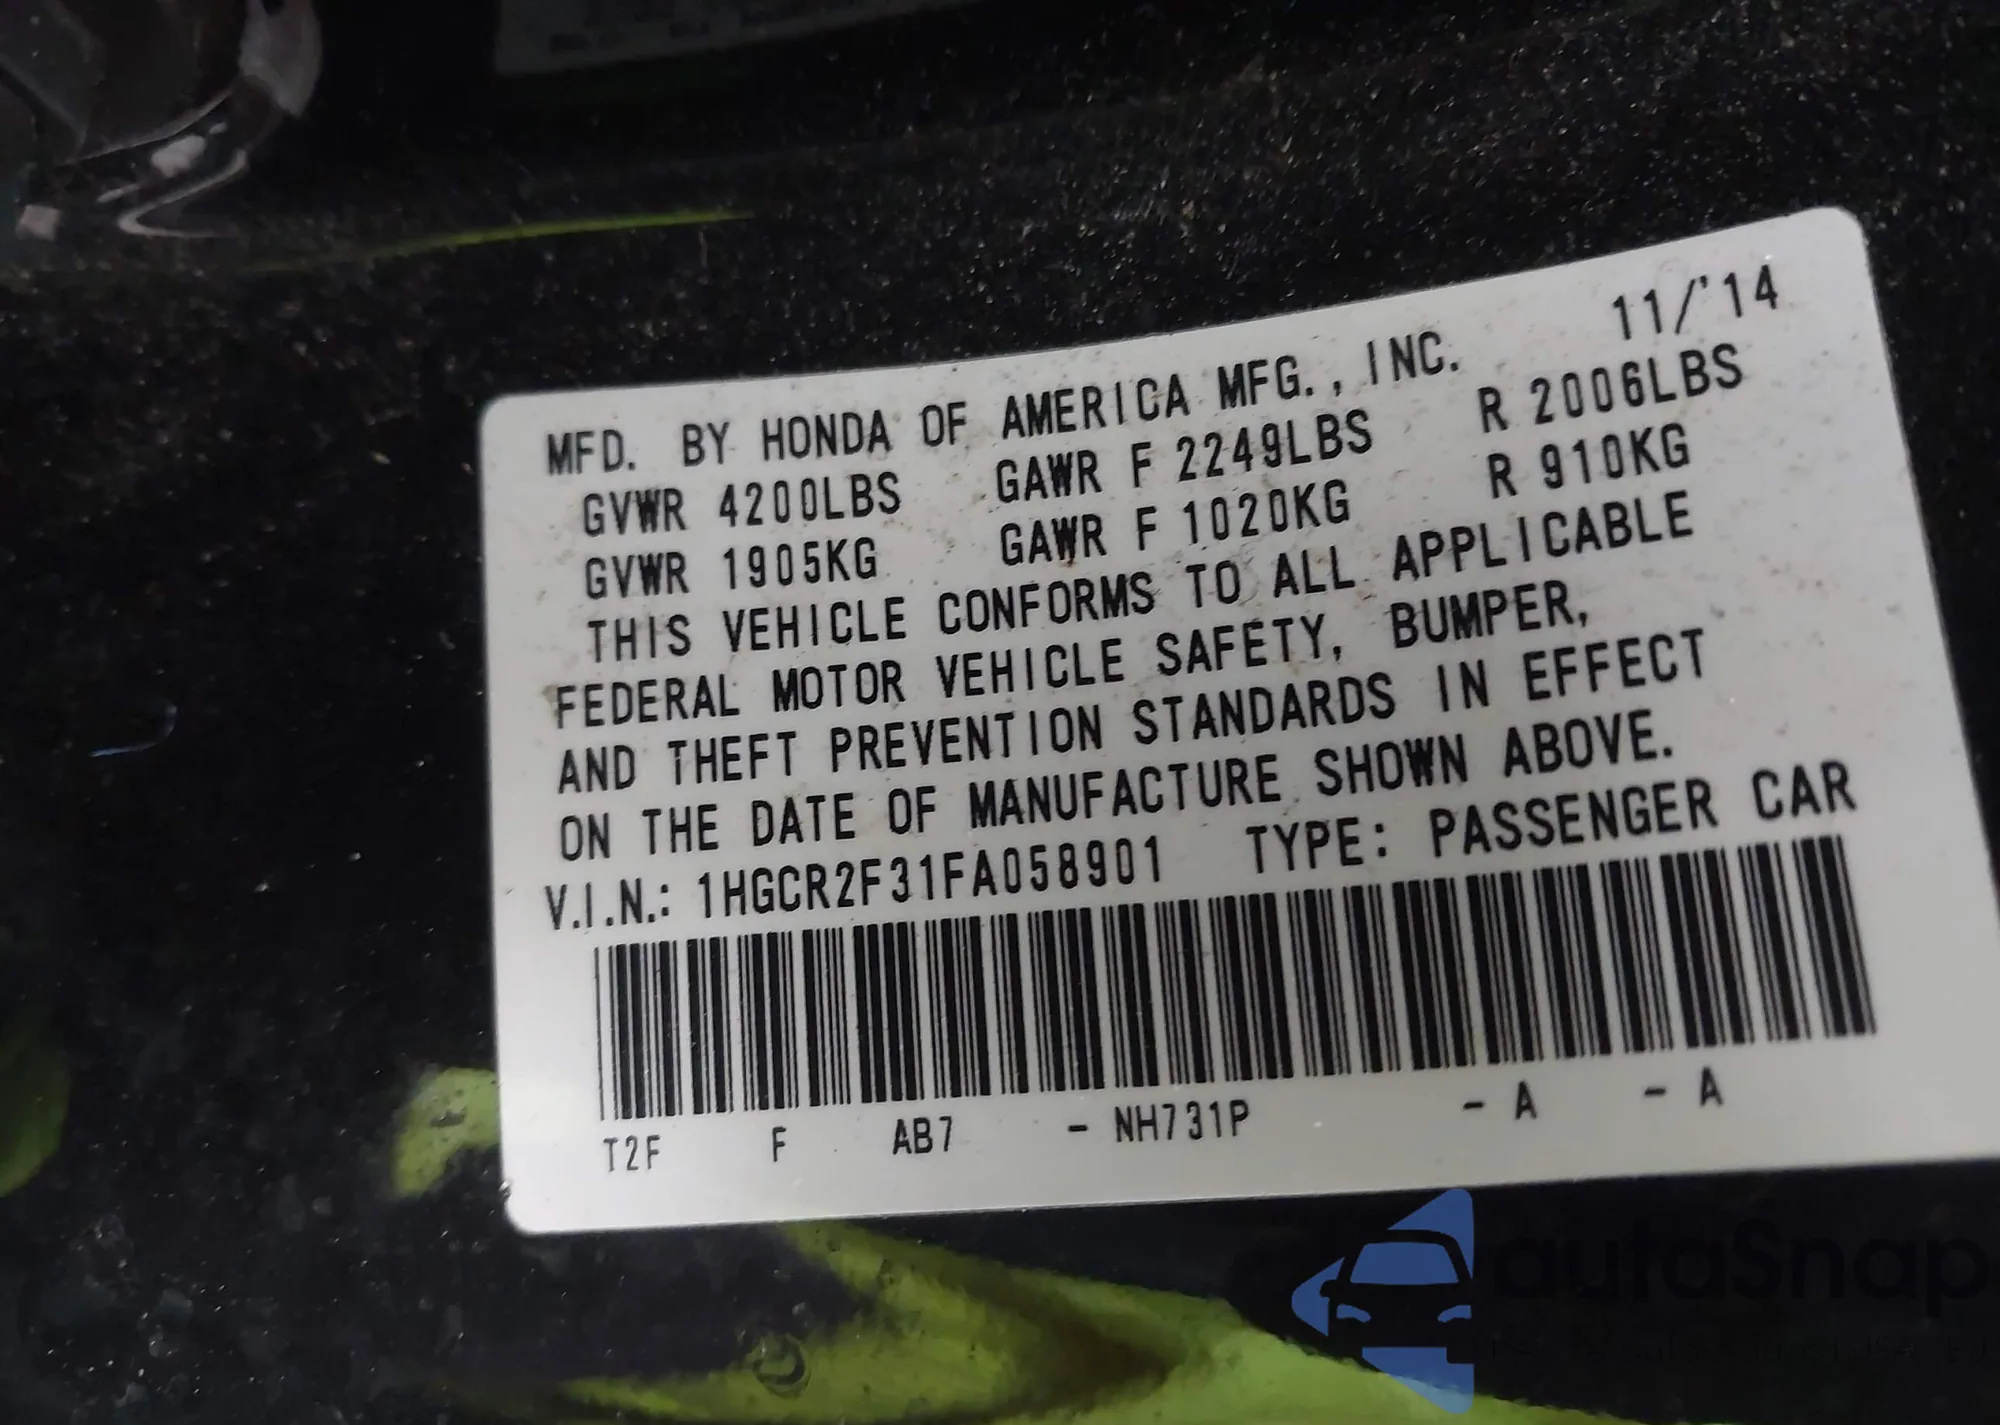 11/'14
MFD. BY HONDA OF AMERICA MFG., INC.
GVWR 4200LBS GAWR F 2249LBS R 2006LBS
GVWR 1905KG GAWR F 1020KG R 910KG
THIS VEHICLE CONFORMS TO ALL APPLICABLE
FEDERAL MOTOR VEHICLE SAFETY, BUMPER,
AND THEFT PREVENTION STANDARDS IN EFFECT
ON THE DATE OF MANUFACTURE SHOWN ABOVE.
V.I.N.: 1HGCR2F31FA058901 TYPE: PASSENGER CAR
T2F F AB7 - NH731P - A - A
autaSnap